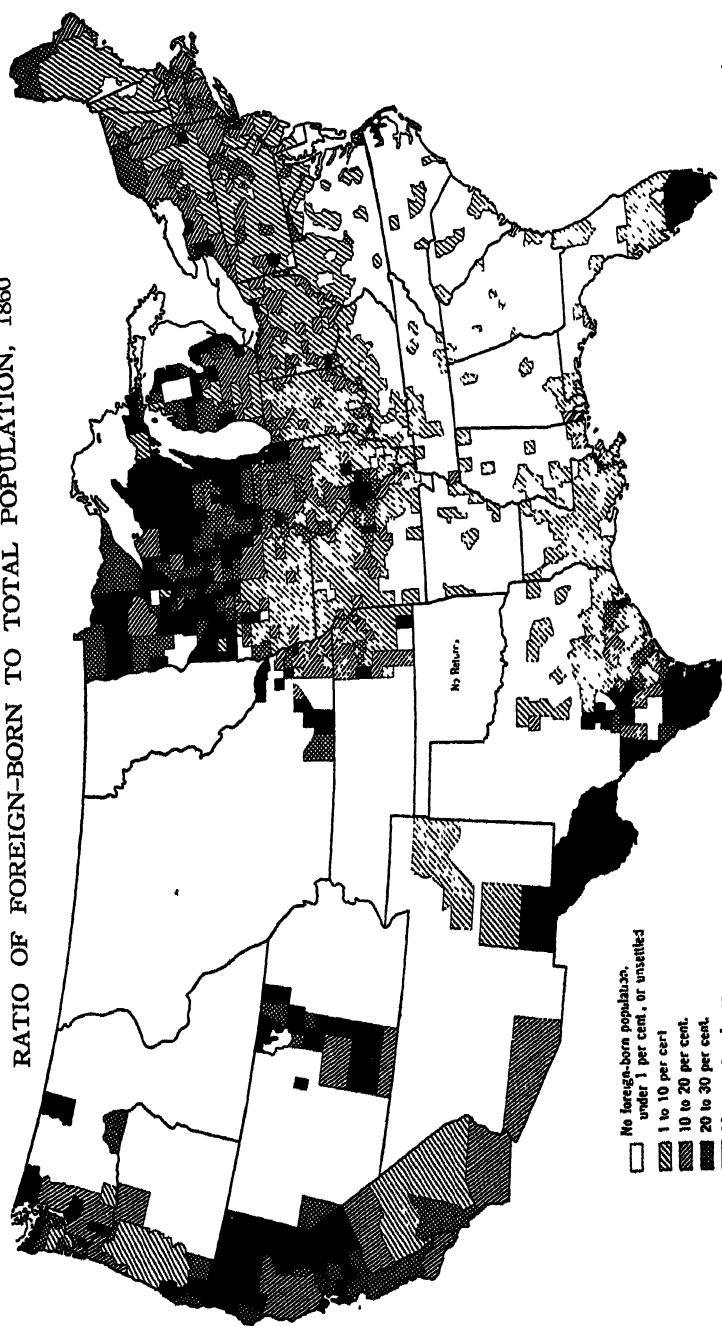 RATIO OF FOREIGN-BORN TO TOTAL POPULATION, 1860
No Returns
No foreign-born population,
under 1 per cent, or unsettled
1 to 10 per cent
10 to 20 per cent.
20 to 30 per cent.